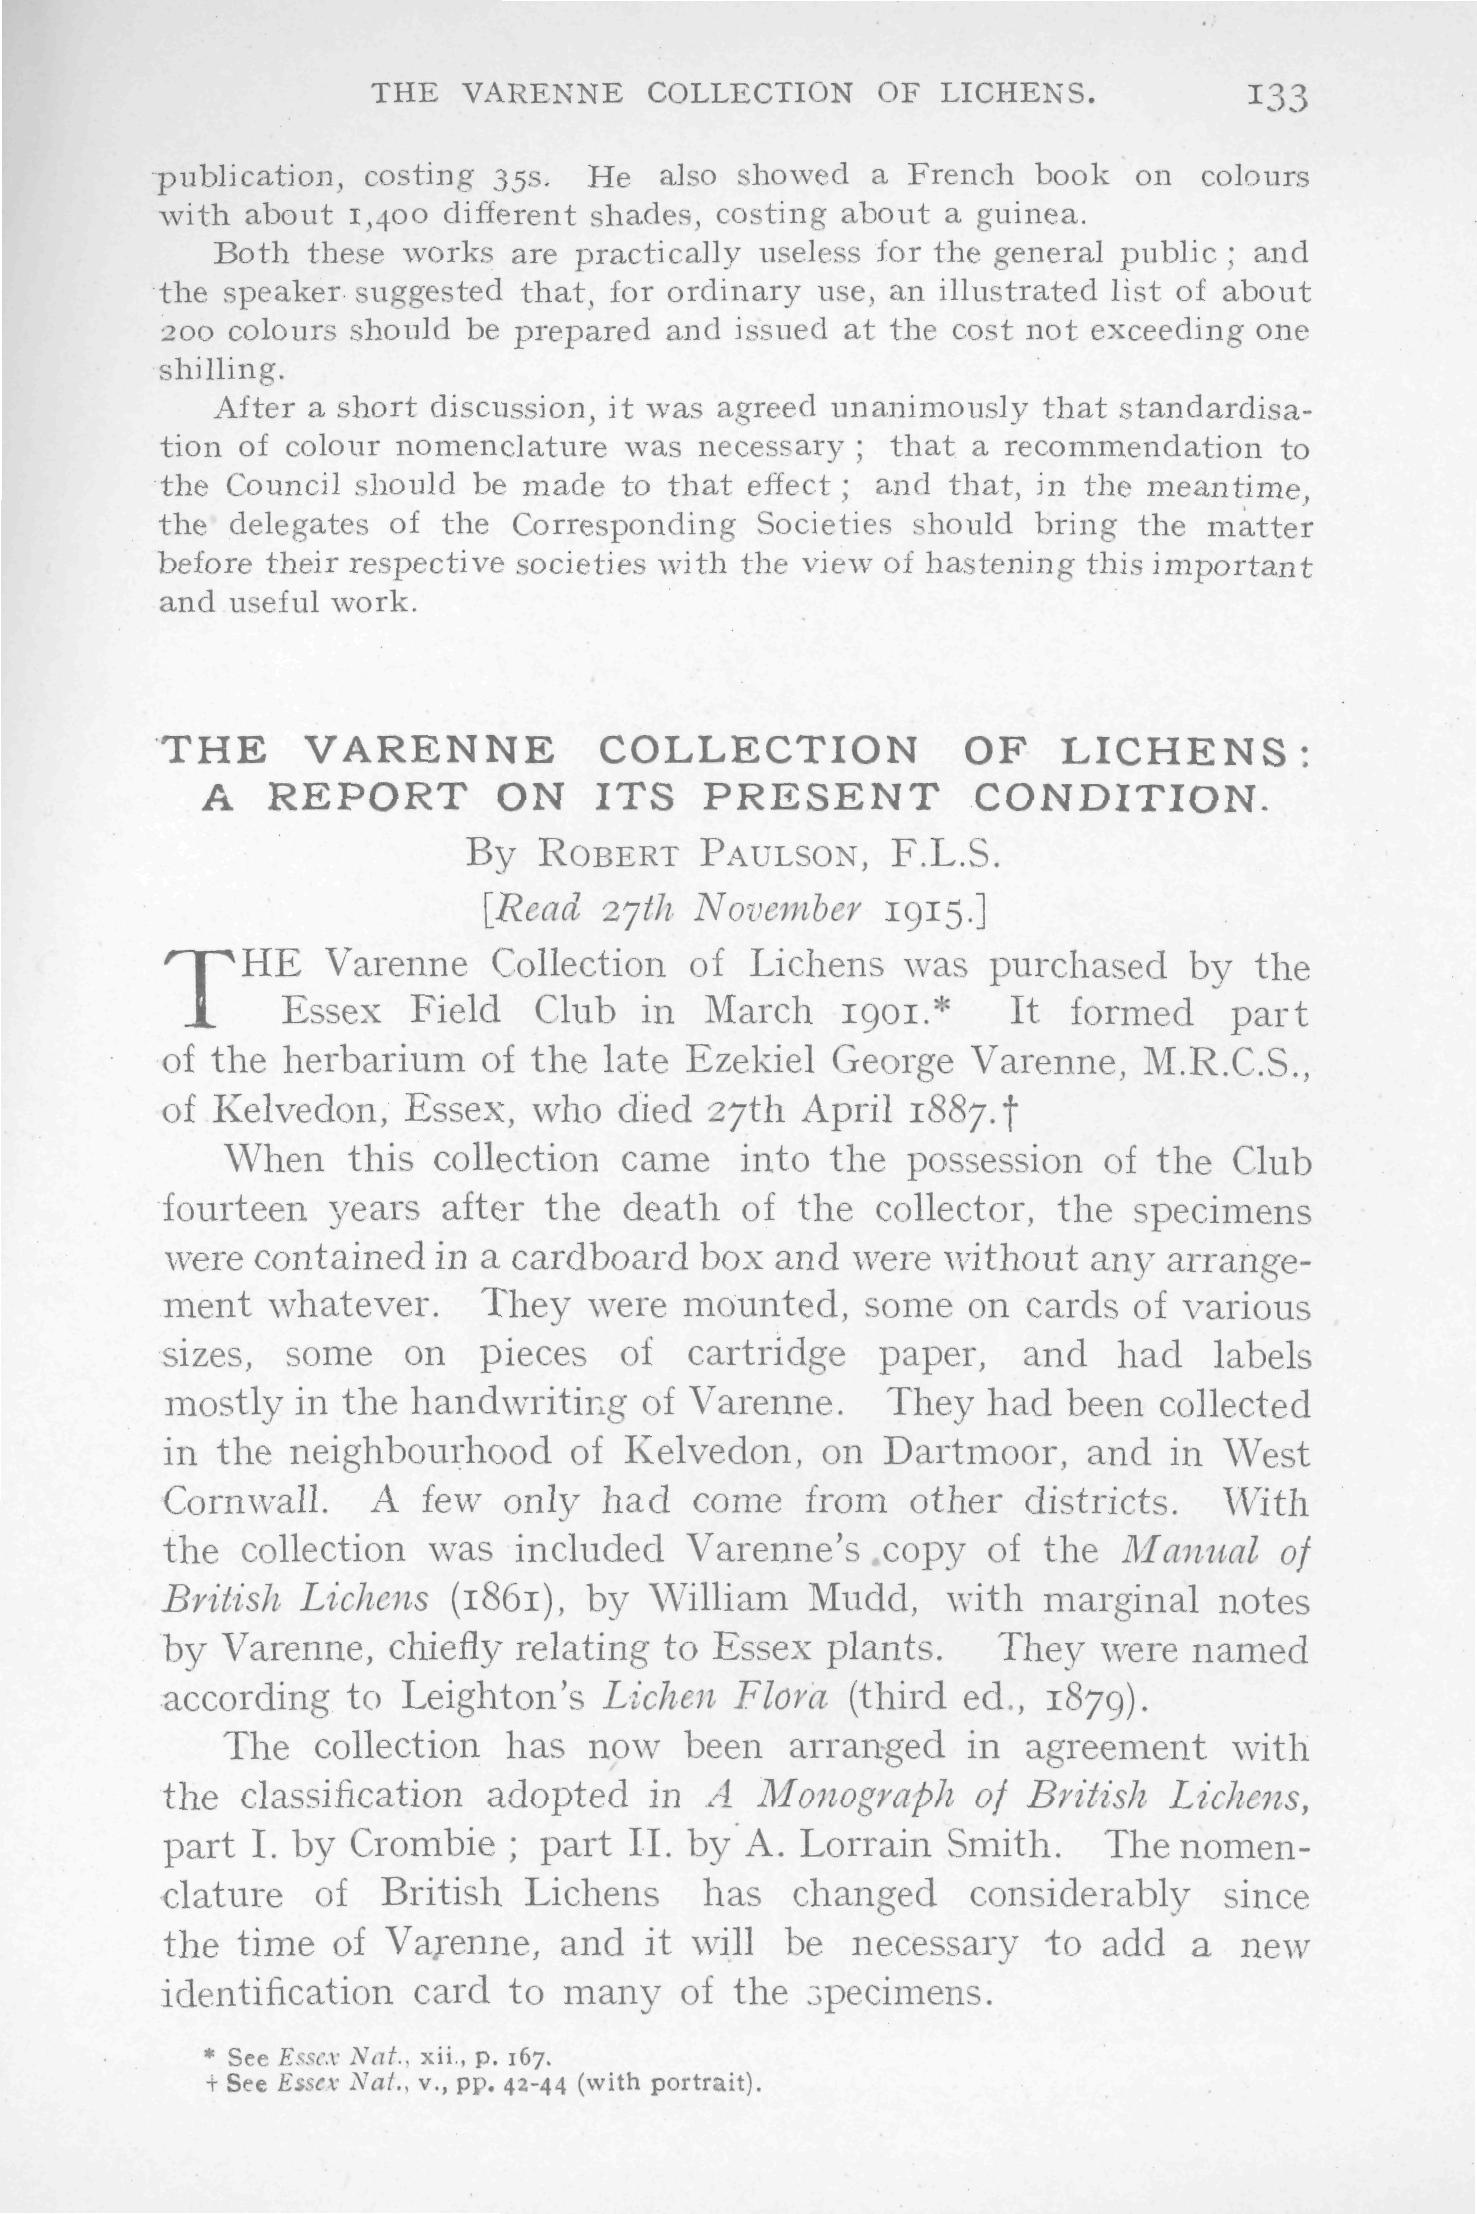 THE VARENNE COLLECTION OF LICHENS. 133
publication, costing 35s. He also showed a French book on colours
with about 1,400 different shades, costing about a guinea.
Both these works are practically useless for the general public ; and
the speaker suggested that, for ordinary use, an illustrated list of about
200 colours should be prepared and issued at the cost not exceeding one
shilling.
After a short discussion, it was agreed unanimously that standardisa-
tion of colour nomenclature was necessary ; that a recommendation to
the Council should be made to that effect ; and that, in the meantime,
the delegates of the Corresponding Societies should bring the matter
before their respective societies with the view of hastening this important
and useful work.
THE VARENNE COLLECTION OF LICHENS :
A REPORT ON ITS PRESENT CONDITION.
By ROBERT PAULSON, F.L.S.
[Read 27th November 1915.]
THE Varenne Collection of Lichens was purchased by the
Essex Field Club in March 1901.* It formed part
of the herbarium of the late Ezekiel George Varenne, M.R.C.S.,
of Kelvedon, Essex, who died 27th April 1887.†
When this collection came into the possession of the Club
fourteen years after the death of the collector, the specimens
were contained in a cardboard box and were without any arrange-
ment whatever. They were mounted, some on cards of various
sizes, some on pieces of cartridge paper, and had labels
mostly in the handwriting of Varenne. They had been collected
in the neighbourhood of Kelvedon, on Dartmoor, and in West
Cornwall. A few only had come from other districts. With
the collection was included Varenne's copy of the Manual of
British Lichens (1861), by William Mudd, with marginal notes
by Varenne, chiefly relating to Essex plants. They were named
according to Leighton's Lichen Flora (third ed., 1879).
The collection has now been arranged in agreement with
the classification adopted in A Monograph of British Lichens,
part I. by Crombie ; part II. by A. Lorrain Smith. The nomen-
clature of British Lichens has changed considerably since
the time of Varenne, and it will be necessary to add a new
identification card to many of the specimens.
* See Essex Nat., xii., p. 167.
† See Essex Nat., v., pp. 42-44 (with portrait).